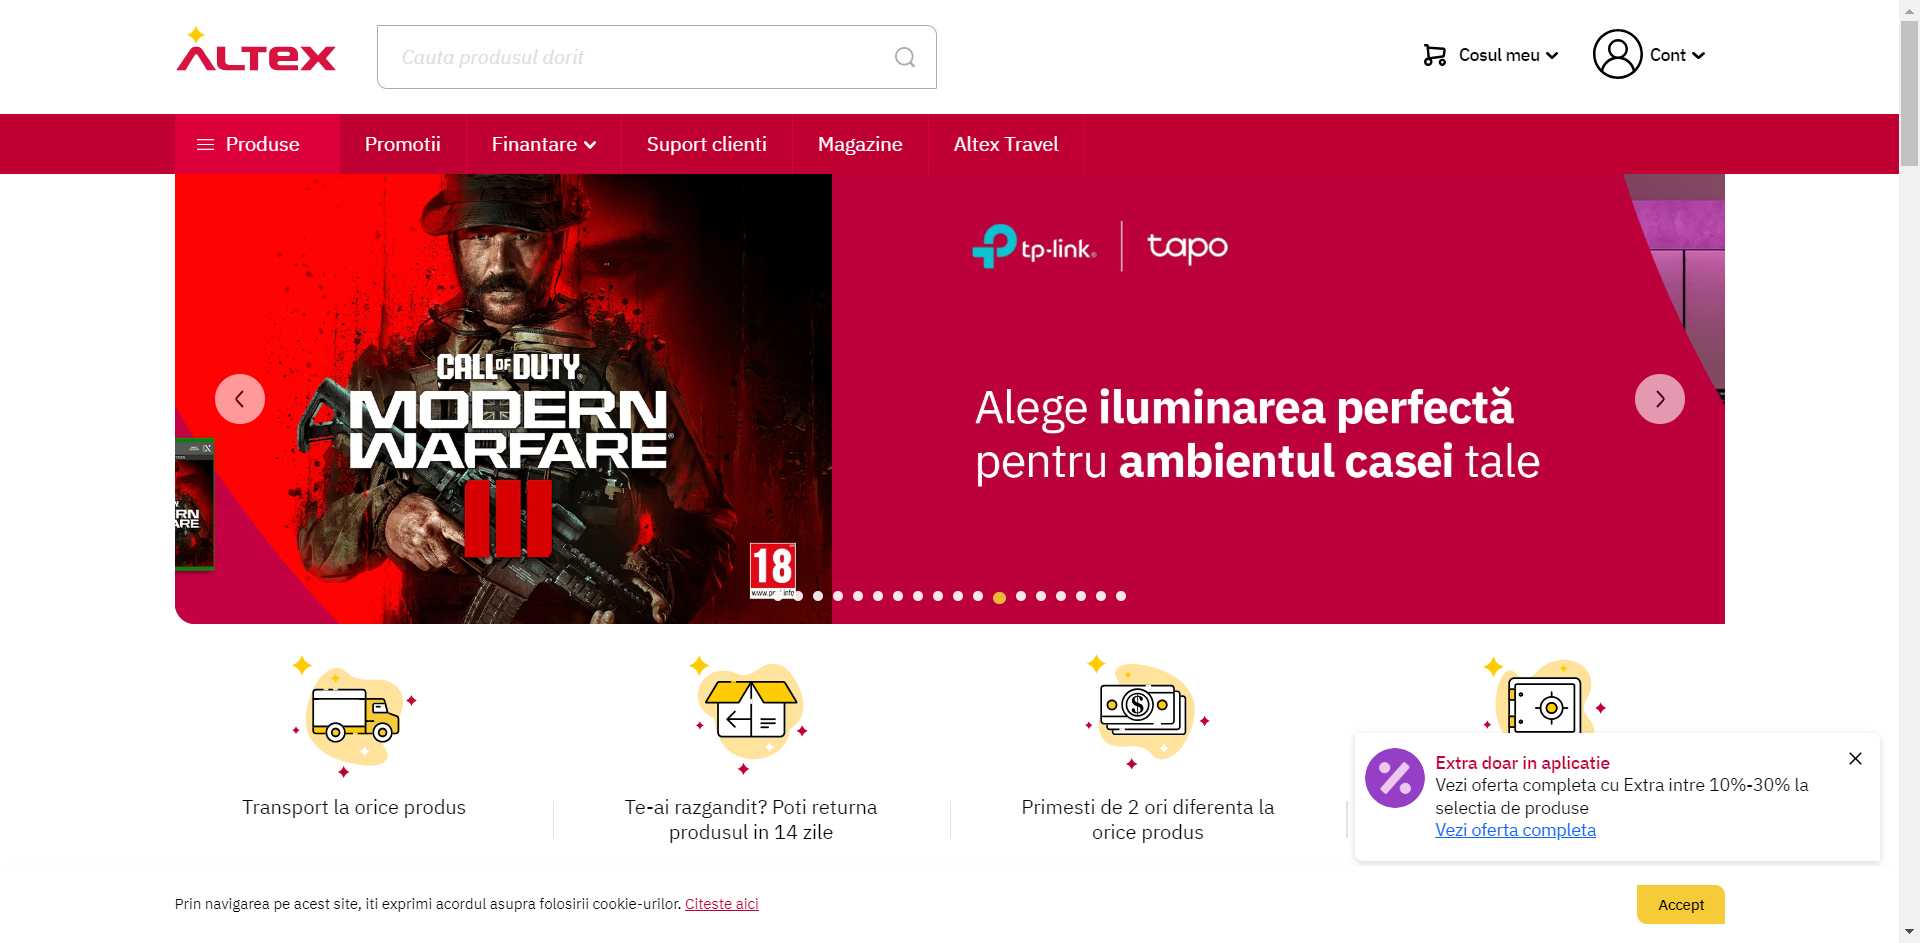 ALTEX
Cauta produsul dorit
Cosul meu
Cont
Produse
Promotii
Finantare
Suport clienti
Magazine
Altex Travel
CALL OF DUTY
MODERN
WARFARE
III
18
tp-link
tapo
Alege iluminarea perfectă
pentru ambientul casei tale
RN
ARE
Transport la orice produs
Te-ai razgandit? Poti returna
produsul in 14 zile
Primesti de 2 ori diferenta la
orice produs
Extra doar in aplicatie
Vezi oferta completa cu Extra intre 10%-30% la
selectia de produse
Vezi oferta completa
Prin navigarea pe acest site, iti exprimi acordul asupra folosirii cookie-urilor. Citeste aici
Accept